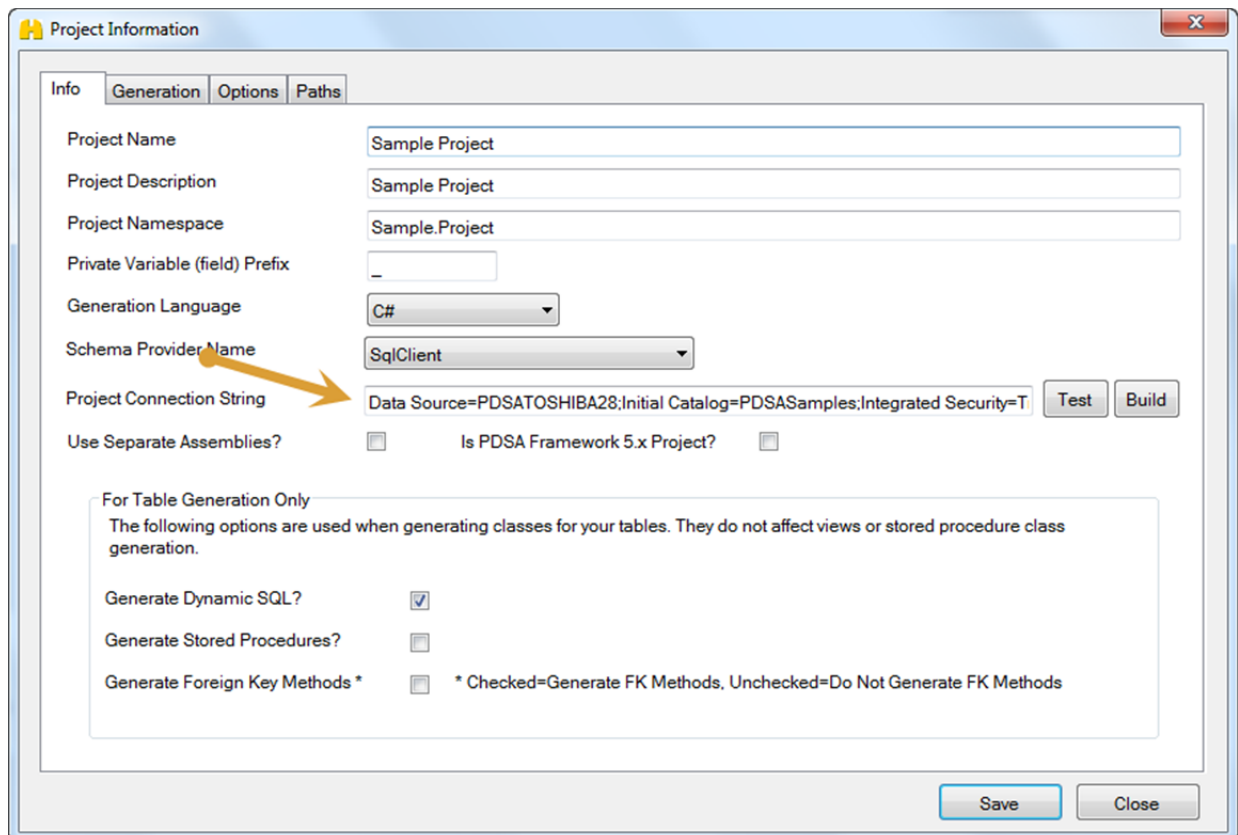 Project Information
Info Generation Options Paths
Project Name Sample Project
Project Description Sample Project
Project Namespace Sample.Project
Private Variable (field) Prefix _
Generation Language C#
Schema Provider Name SqlClient
Project Connection String Data Source=PDSATOSHIBA28;Initial Catalog=PDSASamples;Integrated Security=T Test Build
Use Separate Assemblies? Is PDSA Framework 5.x Project?
For Table Generation Only
The following options are used when generating classes for your tables. They do not affect views or stored procedure class
generation.
Generate Dynamic SQL?
Generate Stored Procedures?
Generate Foreign Key Methods * * Checked=Generate FK Methods, Unchecked=Do Not Generate FK Methods
Save Close